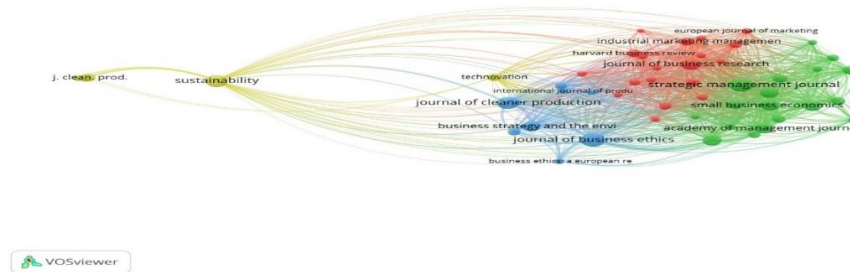 european journal of marketing
industrial marketing managemen
harvard business review
journal of business research
j. clean. prod.
sustainability
technovation
strategic management journal
international journal of produ
journal of cleaner production
small business economics
business strategy and the envi
academy of management journ
journal of business ethics
business ethics: a european re
VOSviewer